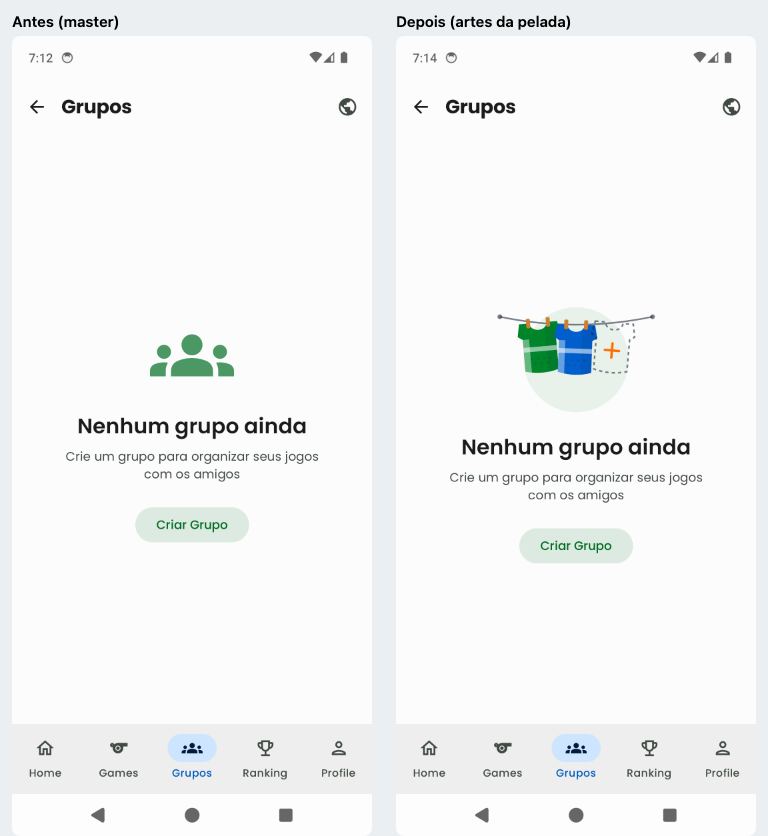 Antes (master)
7:12
Grupos
Nenhum grupo ainda
Crie um grupo para organizar seus jogos
com os amigos
Criar Grupo
Home
Games
Grupos
Ranking
Profile
Depois (artes da pelada)
7:14
Grupos
Nenhum grupo ainda
Crie um grupo para organizar seus jogos
com os amigos
Criar Grupo
Home
Games
Grupos
Ranking
Profile